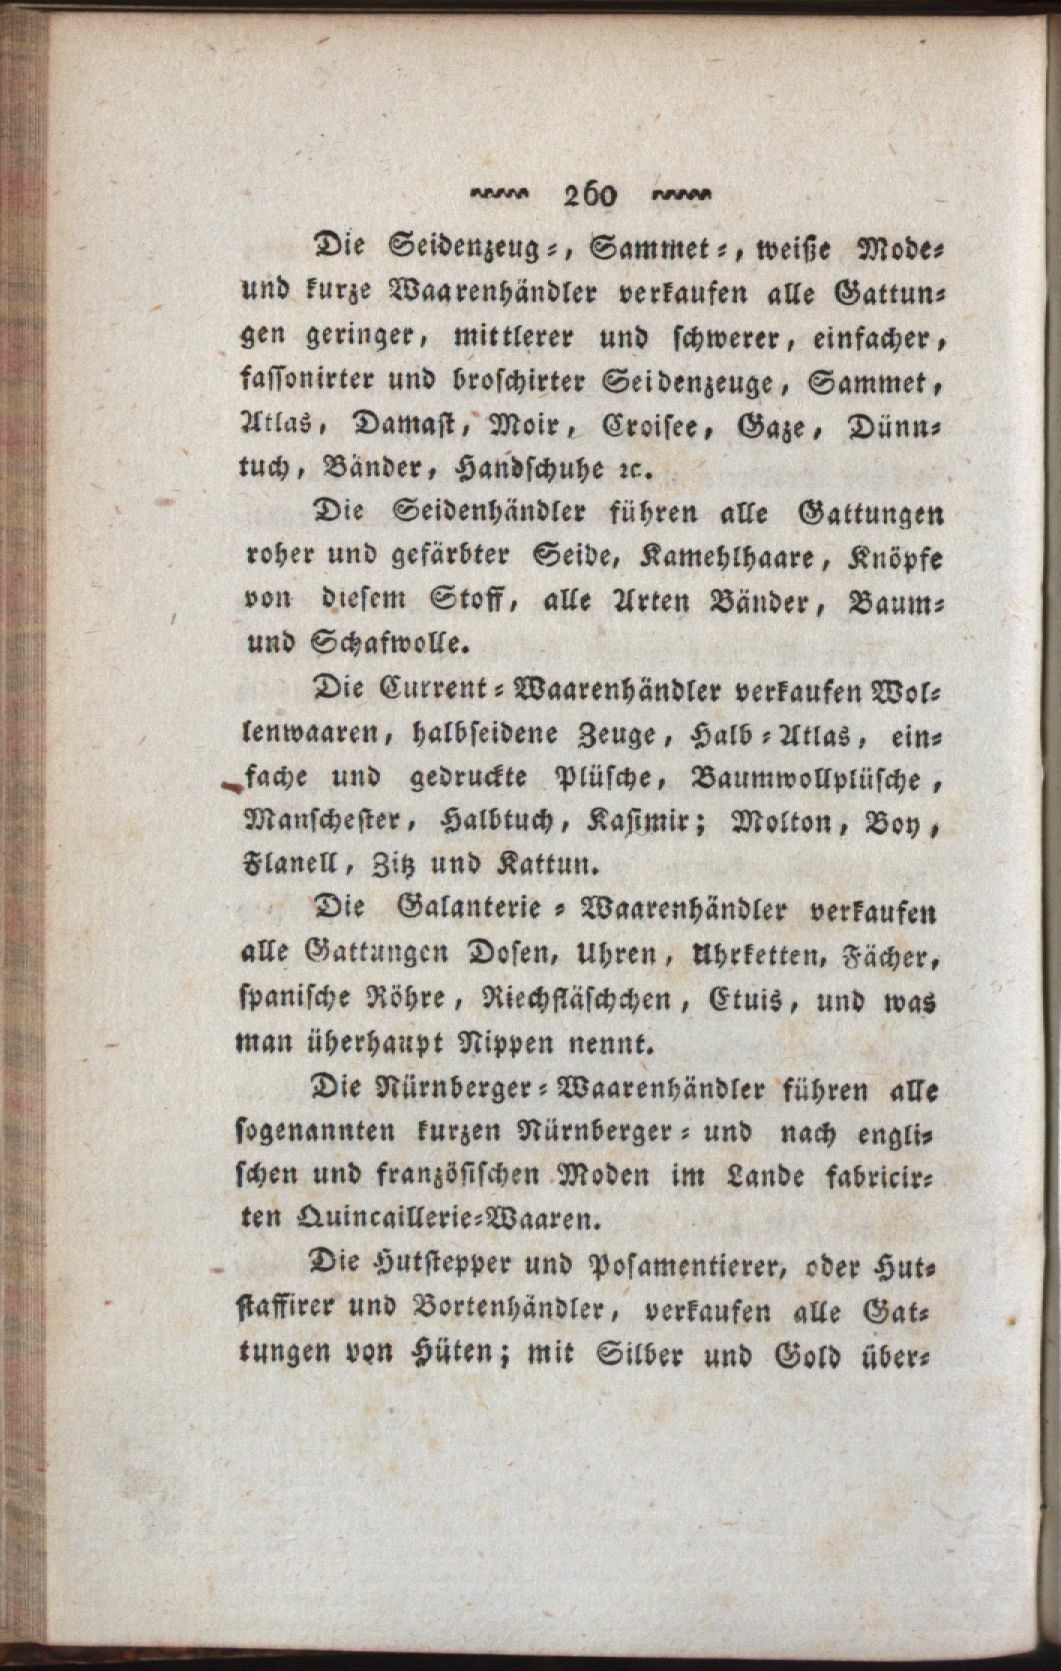 260
Die Seidenzeug-, Sammet-, weiße Mode-
und kurze Waarenhändler verkaufen alle Gattun-
gen geringer, mittlerer und schwerer, einfacher,
fassonirter und broschirter Seidenzeuge, Sammet,
Atlas, Damast, Moir, Croisee, Gaze, Dünn-
tuch, Bänder, Handschuhe ꝛc.
Die Seidenhändler führen alle Gattungen
roher und gefärbter Seide, Kamehlhaare, Knöpfe
von diesem Stoff, alle Arten Bänder, Baum-
und Schafwolle.
Die Current-Waarenhändler verkaufen Wol-
lenwaaren, halbseidene Zeuge, Halb-Atlas, ein-
fache und gedruckte Plüsche, Baumwollplüsche,
Manschester, Halbtuch, Kasimir; Molton, Boy,
Flanell, Zitz und Kattun.
Die Galanterie-Waarenhändler verkaufen
alle Gattungen Dosen, Uhren, Uhrketten, Fächer,
spanische Röhre, Riechfläschchen, Etuis, und was
man überhaupt Nippen nennt.
Die Nürnberger-Waarenhändler führen alle
sogenannten kurzen Nürnberger- und nach engli-
schen und französischen Moden im Lande fabricir-
ten Quincaillerie-Waaren.
Die Hutstepper und Posamentierer, oder Hut-
staffirer und Bortenhändler, verkaufen alle Gat-
tungen von Hüten; mit Silber und Gold über-